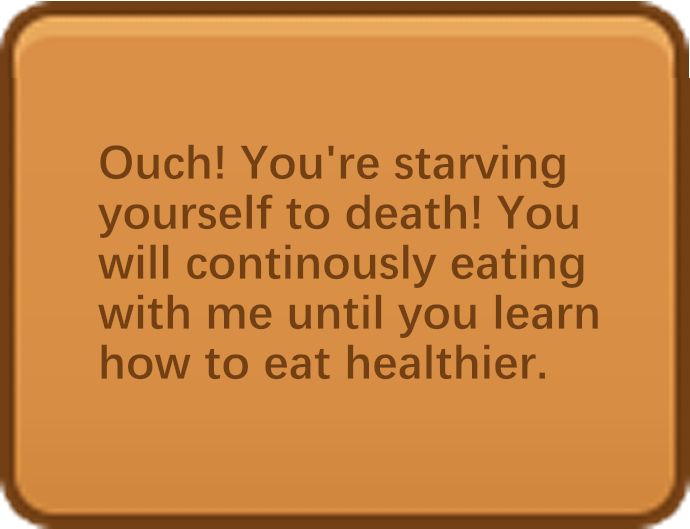 Ouch! You're starving
yourself to death! You
will continously eating
with me until you learn
how to eat healthier.